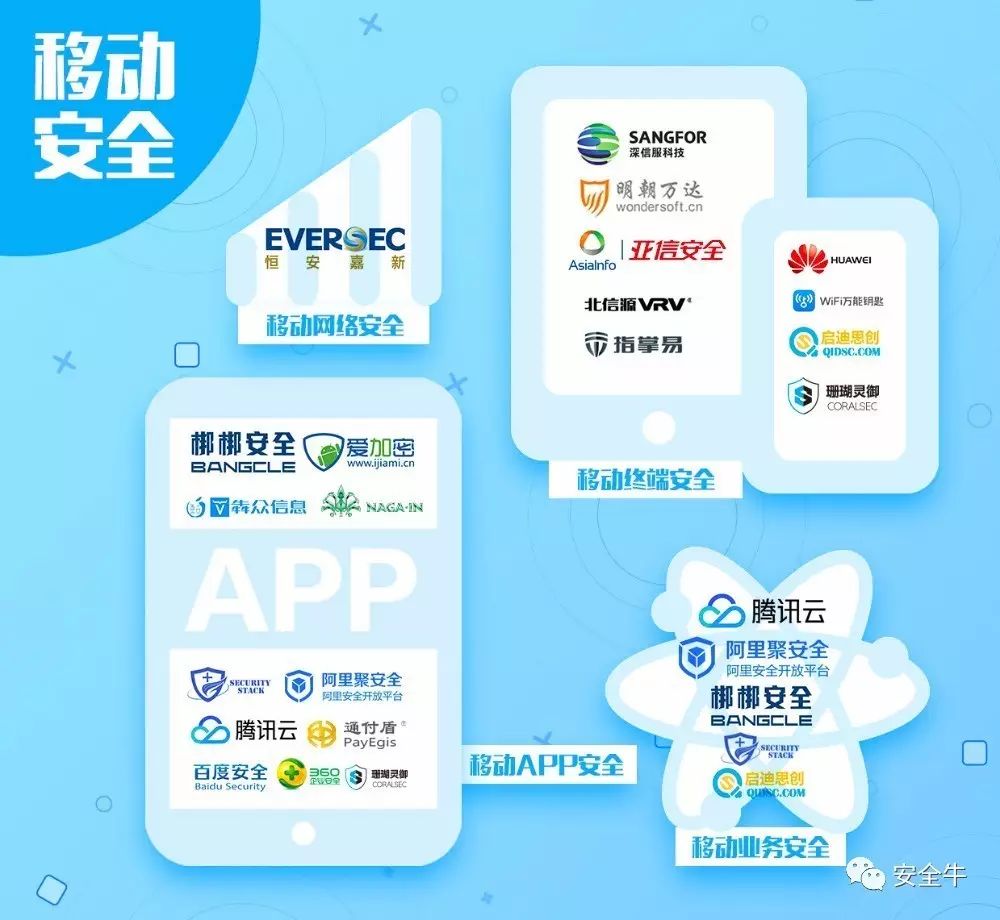 移动
安全
EVERSEC
恒安嘉新
移动网络安全
SANGFOR
深信服科技
明朝万达
wondersoft.cn
AsiaInfo
亚信安全
北信源VRV
指掌易
HUAWEI
WiFi万能钥匙
启迪思创
QIDSC.COM
珊瑚灵御
CORALSEC
移动终端安全
梆梆安全
BANGCLE
爱加密
www.ijiami.cn
犇众信息
NAGA·IN
APP
SECURITY
STACK
阿里聚安全
阿里安全开放平台
腾讯云
通付盾®
PayEgis
百度安全
Baidu Security
360
企业安全
珊瑚灵御
CORALSEC
移动APP安全
腾讯云
阿里聚安全
阿里安全开放平台
梆梆安全
BANGCLE
SECURITY
STACK
启迪思创
QIDSC.COM
移动业务安全
安全牛